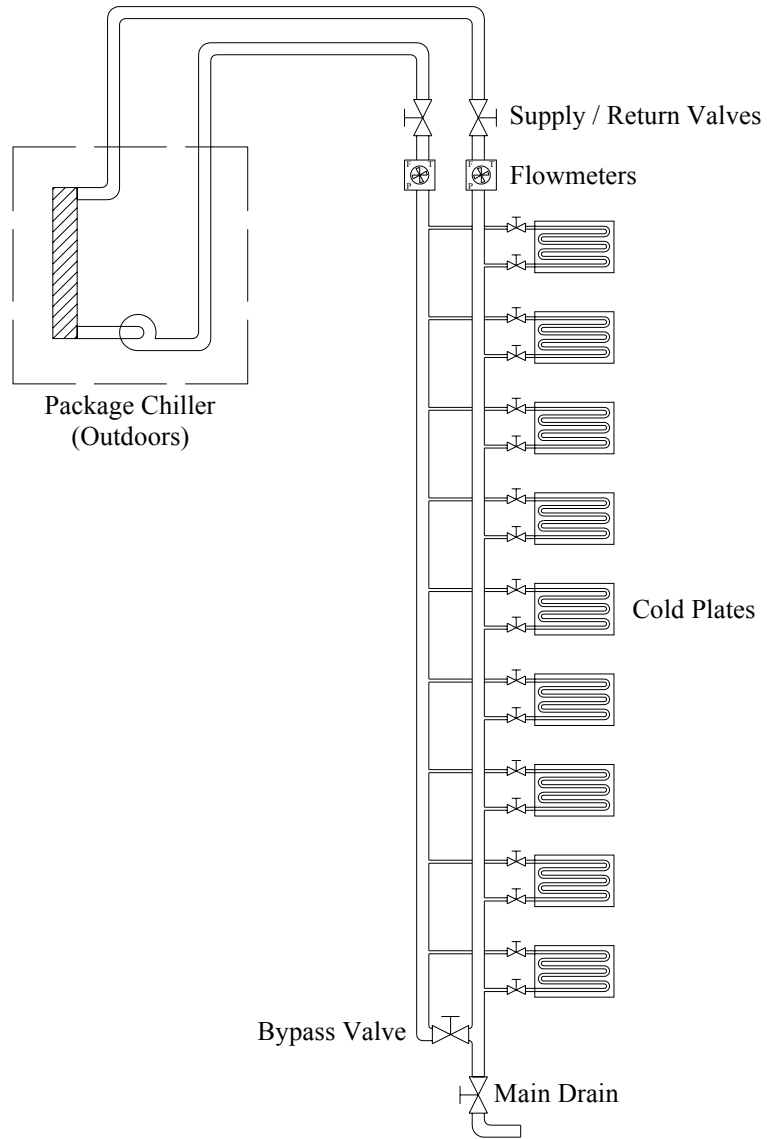 Supply / Return Valves
F T
P
F T
P
Flowmeters
Package Chiller
(Outdoors)
Cold Plates
Bypass Valve
Main Drain